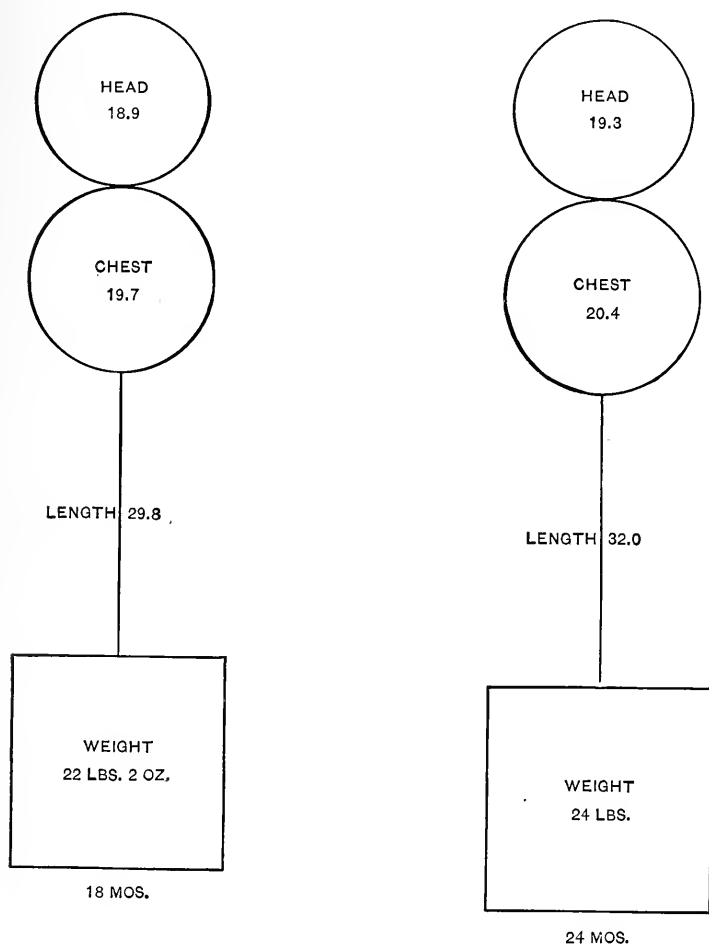 HEAD
18.9
CHEST
19.7
LENGTH 29.8
WEIGHT
22 LBS. 2 OZ.
18 MOS.
HEAD
19.3
CHEST
20.4
LENGTH 32.0
WEIGHT
24 LBS.
24 MOS.